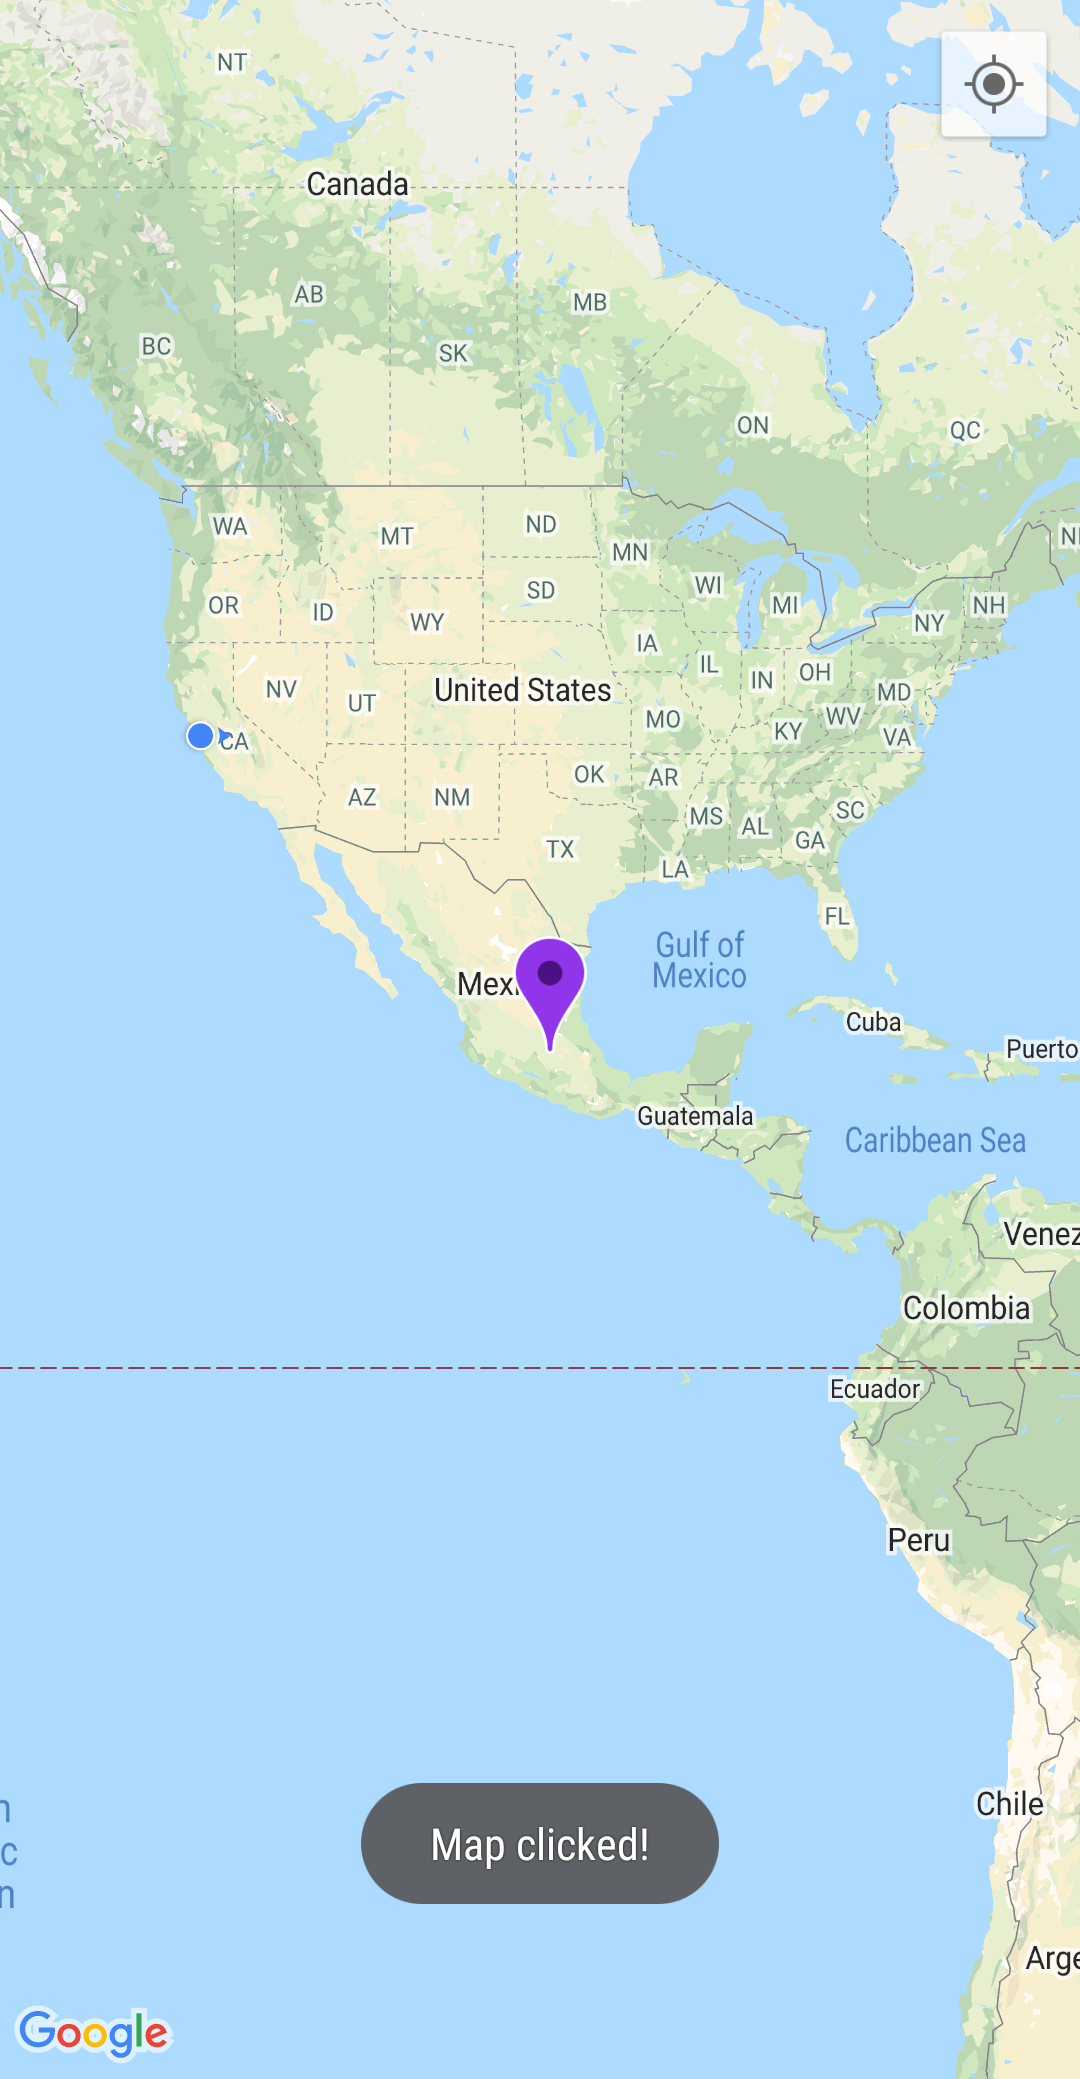 NT
Canada
AB
MB
BC
SK
ON
QC
WA
MT
ND
MN
OR
ID
WY
SD
WI
MI
NY
NH
IA
IL
IN
OH
NV
UT
United States
MO
KY
WV
MD
VA
CA
AZ
NM
OK
AR
MS
AL
GA
SC
TX
LA
FL
Gulf of
Mexico
Cuba
Puerto
Guatemala
Caribbean Sea
Colombia
Ecuador
Peru
Chile
Map clicked!
Google